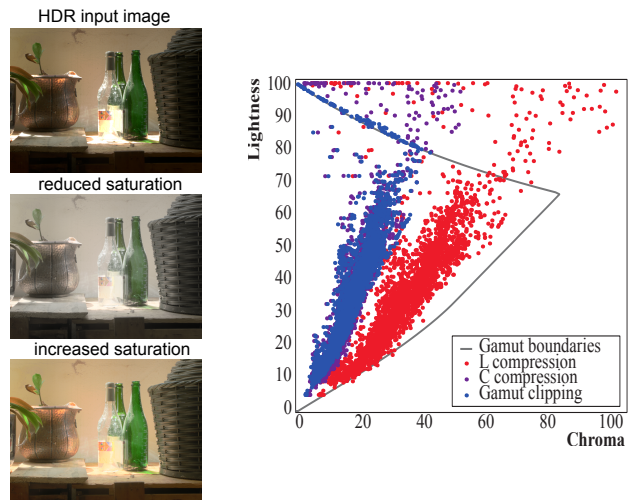 HDR input image
reduced saturation
increased saturation
Lightness
100
90
80
70
60
50
40
30
20
10
0
0 20 40 60 80 100
Chroma
Gamut boundaries
L compression
C compression
Gamut clipping